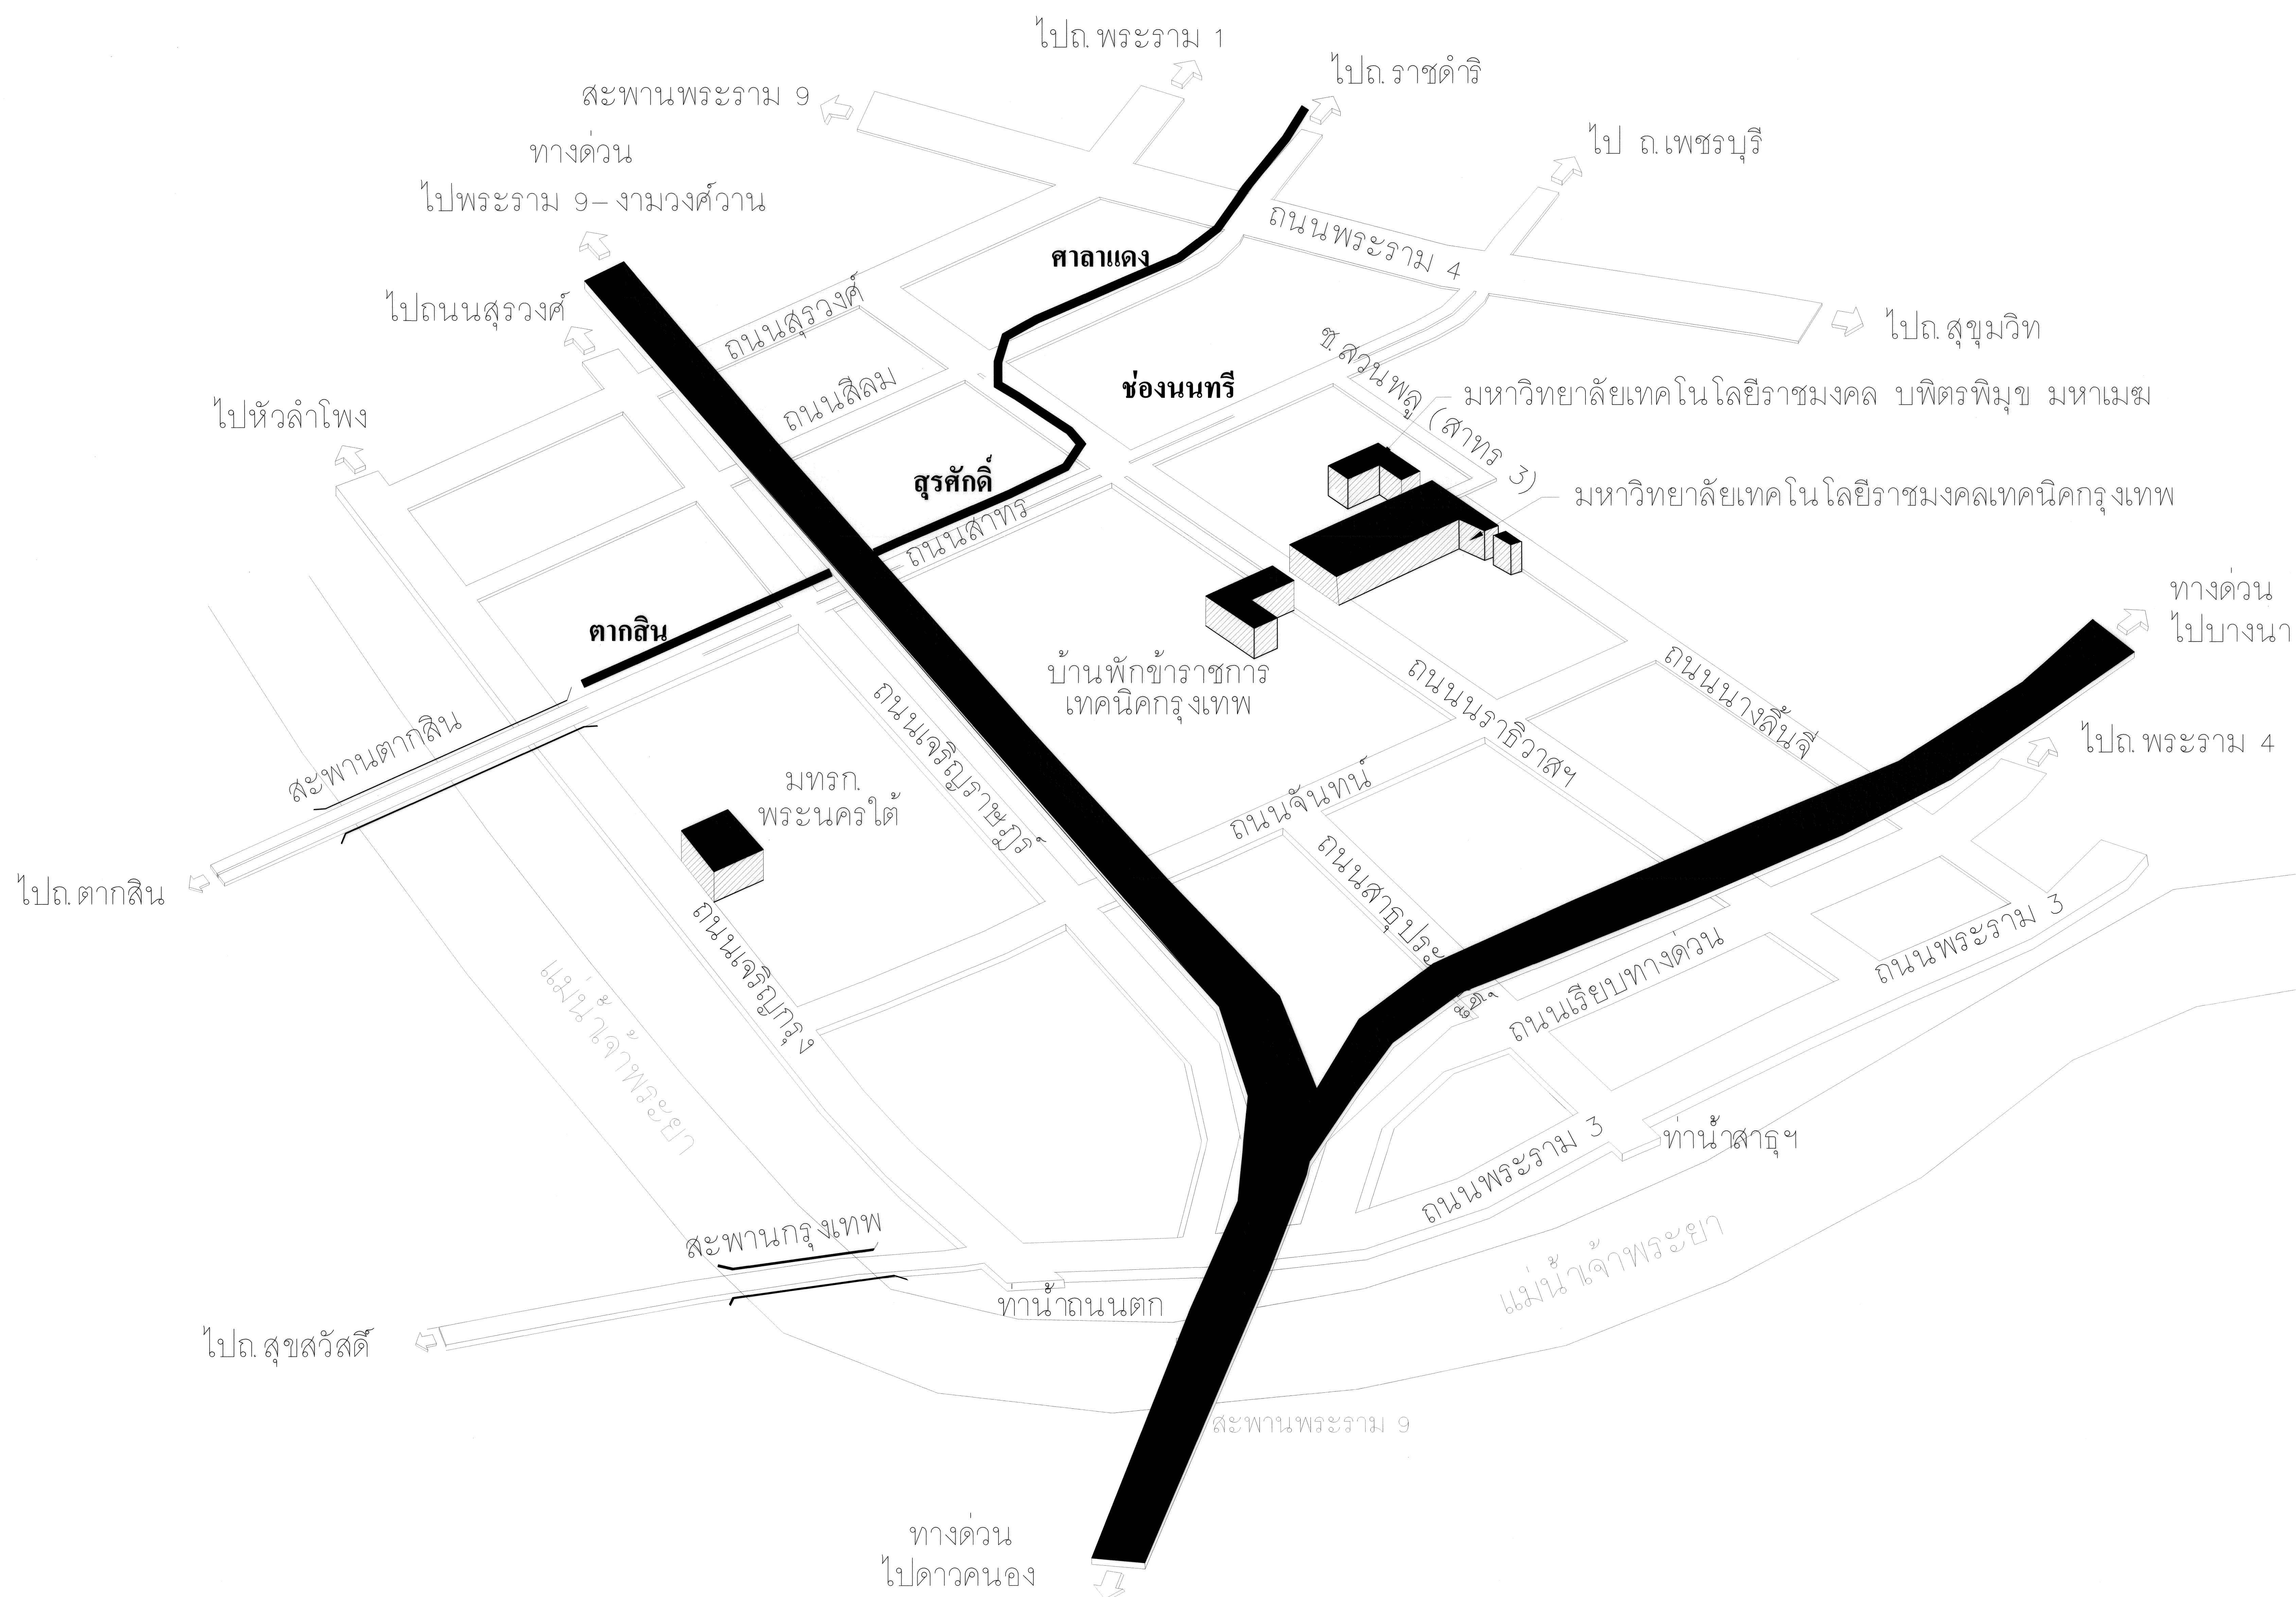 ไปถ.พระราม 1
ไปถ.ราชดำริ
สะพานพระราม 9
ทางด่วน
ไปพระราม 9-งามวงศ์วาน
ไป ถ.เพชรบุรี
ถนนพระราม 4
ศาลาแดง
ไปถนนสุรวงศ์
ถนนสุรวงศ์
ไปถ.สุขุมวิท
ซ.สวนพลู (สาทร 3)
ช่องนนทรี
ถนนสีลม
มหาวิทยาลัยเทคโนโลยีราชมงคล บพิตรพิมุข มหาเมฆ
ไปหัวลำโพง
สุรศักดิ์
มหาวิทยาลัยเทคโนโลยีราชมงคลเทคนิคกรุงเทพ
ถนนสาทร
ทางด่วน
ไปบางนา
ตากสิน
บ้านพักข้าราชการ
เทคนิคกรุงเทพ
ถนนนราธิวาสฯ
ถนนนางลิ้นจี่
ถนนเจริญราษฎร์
สะพานตากสิน
ไปถ.พระราม 4
มทรก.
พระนครใต้
ถนนจันทน์
ไปถ.ตากสิน
ถนนสาธุประดิษฐ์
ถนนเจริญกรุง
ถนนเรียบทางด่วน
ถนนพระราม 3
แม่น้ำเจ้าพระยา
ท่าน้ำสาธุฯ
ถนนพระราม 3
สะพานกรุงเทพ
แม่น้ำเจ้าพระยา
ทาน้ำถนนตก
ไปถ.สุขสวัสดิ์
สะพานพระราม 9
ทางด่วน
ไปดาวคนอง